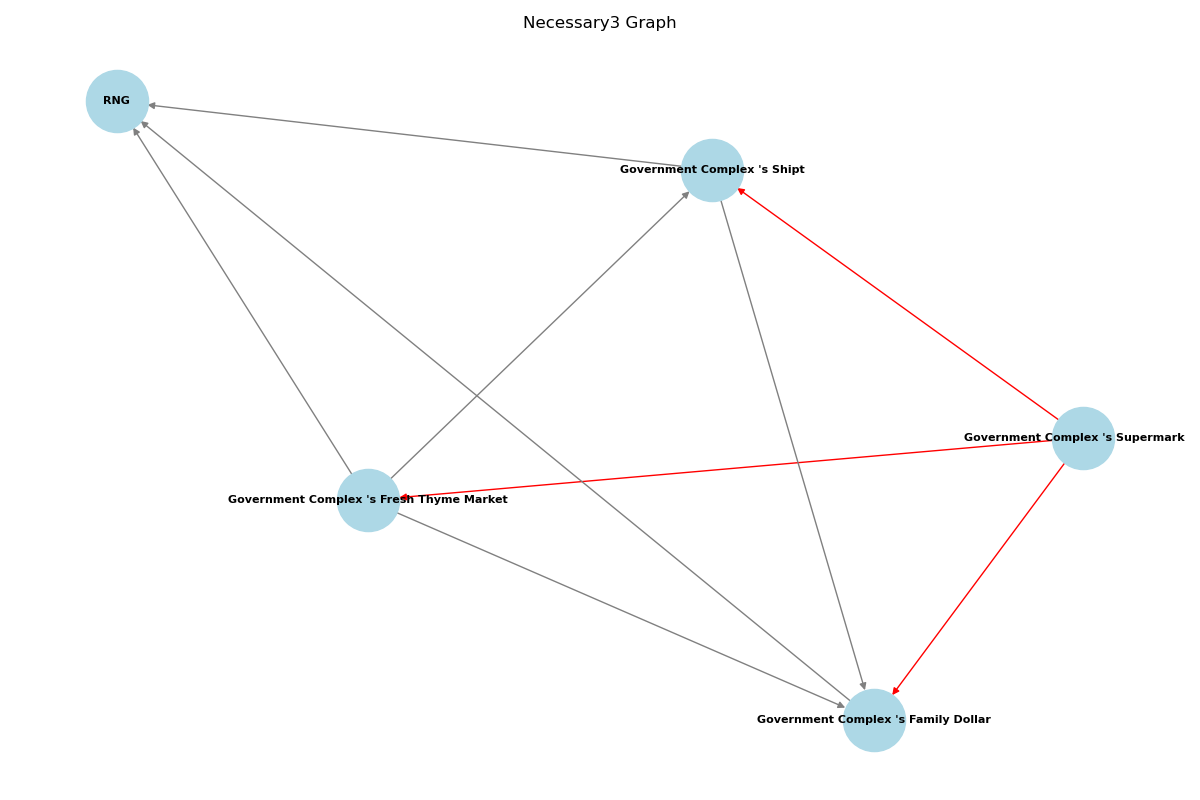 Necessary3 Graph
RNG
Government Complex 's Shipt
Government Complex 's Supermark
Government Complex 's Fresh Thyme Market
Government Complex 's Family Dollar